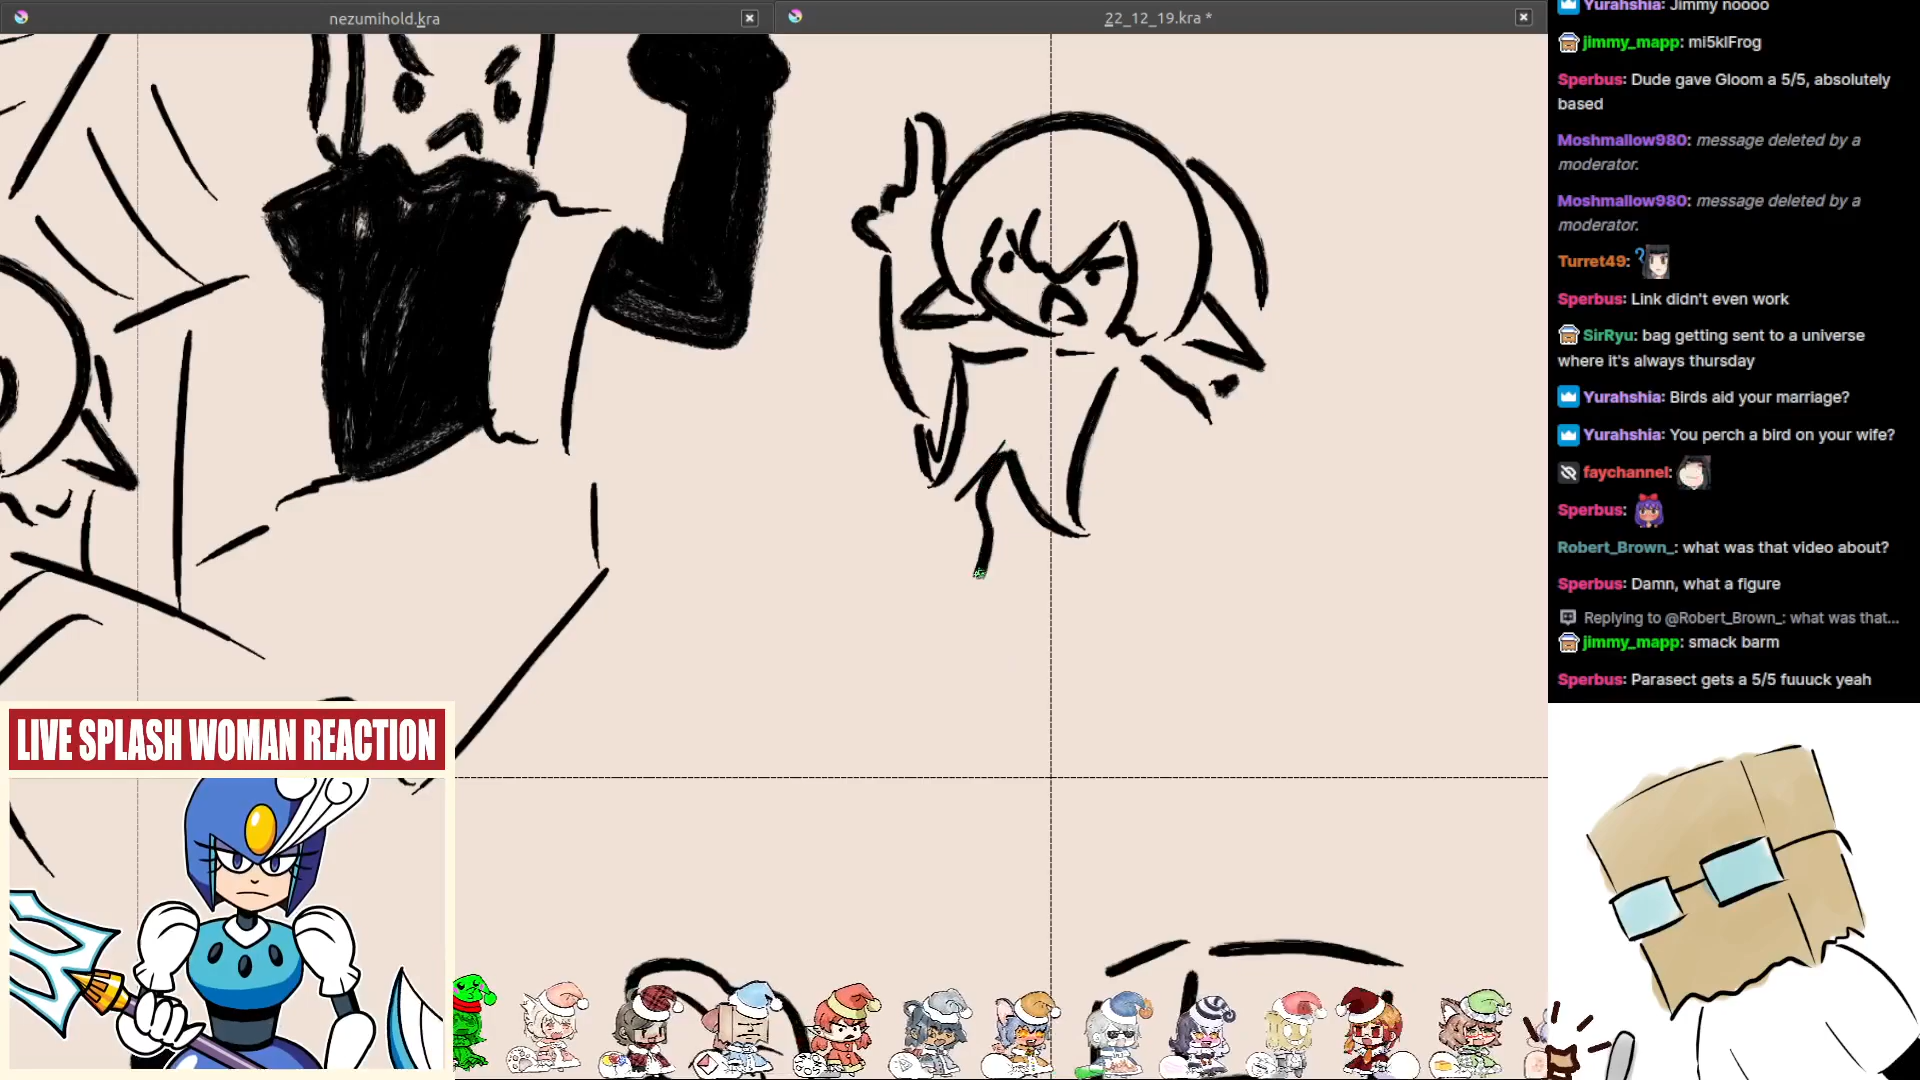 nezumihold.kra
22_12_19.kra *
Yurahshia: Jimmy noooo
jimmy_mapp: mi5klFrog
Sperbus: Dude gave Gloom a 5/5, absolutely
based
Moshmallow980: message deleted by a
moderator.
Moshmallow980: message deleted by a
moderator.
Turret49:
Sperbus: Link didn't even work
SirRyu: bag getting sent to a universe
where it's always thursday
Yurahshia: Birds aid your marriage?
Yurahshia: You perch a bird on your wife?
faychannel:
Sperbus:
Robert_Brown_: what was that video about?
Sperbus: Damn, what a figure
Replying to @Robert_Brown_: what was that...
jimmy_mapp: smack barm
Sperbus: Parasect gets a 5/5 fuuuck yeah
LIVE SPLASH WOMAN REACTION